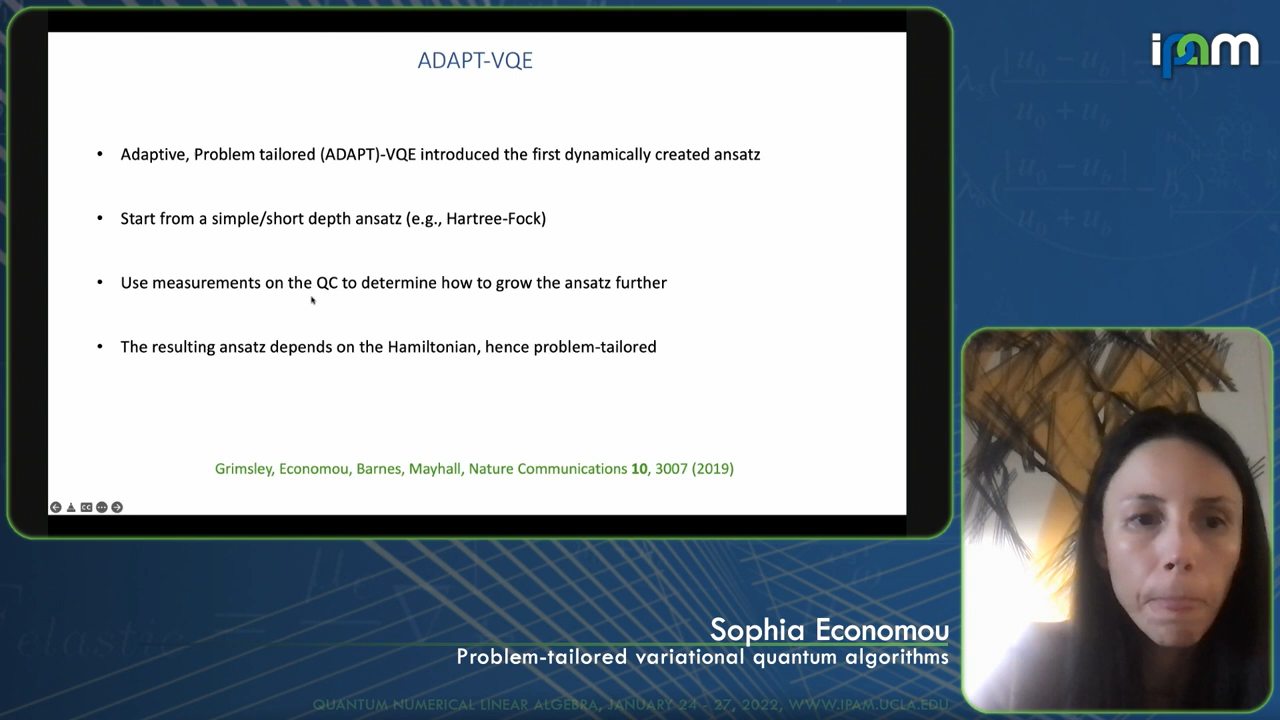 ADAPT-VQE
• Adaptive, Problem tailored (ADAPT)-VQE introduced the first dynamically created ansatz
• Start from a simple/short depth ansatz (e.g., Hartree-Fock)
• Use measurements on the QC to determine how to grow the ansatz further
• The resulting ansatz depends on the Hamiltonian, hence problem-tailored
Grimsley, Economou, Barnes, Mayhall, Nature Communications 10, 3007 (2019)
ipam
Sophia Economou
Problem-tailored variational quantum algorithms
QUANTUM NUMERICAL LINEAR ALGEBRA, JANUARY 24 - 27, 2022, WWW.IPAM.UCLA.EDU
elastic